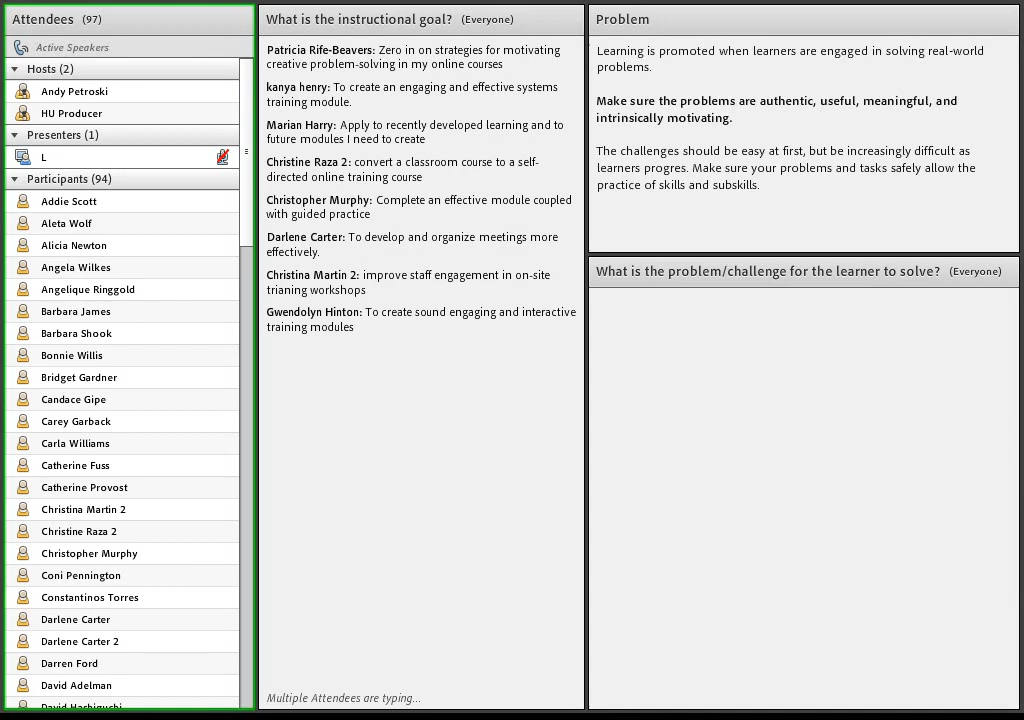 Attendees (97)
Active Speakers
Hosts (2)
Andy Petroski
HU Producer
Presenters (1)
L
Participants (94)
Addie Scott
Aleta Wolf
Alicia Newton
Angela Wilkes
Angelique Ringgold
Barbara James
Barbara Shook
Bonnie Willis
Bridget Gardner
Candace Gipe
Carey Garback
Carla Williams
Catherine Fuss
Catherine Provost
Christina Martin 2
Christine Raza 2
Christopher Murphy
Coni Pennington
Constantinos Torres
Darlene Carter
Darlene Carter 2
Darren Ford
David Adelman
David Hachiguchi
What is the instructional goal? (Everyone)
Patricia Rife-Beavers: Zero in on strategies for motivating
creative problem-solving in my online courses
kanya henry: To create an engaging and effective systems
training module.
Marian Harry: Apply to recently developed learning and to
future modules I need to create
Christine Raza 2: convert a classroom course to a self-
directed online training course
Christopher Murphy: Complete an effective module coupled
with guided practice
Darlene Carter: To develop and organize meetings more
effectively.
Christina Martin 2: improve staff engagement in on-site
trianing workshops
Gwendolyn Hinton: To create sound engaging and interactive
training modules
Multiple Attendees are typing...
Problem
Learning is promoted when learners are engaged in solving real-world
problems.
Make sure the problems are authentic, useful, meaningful, and
intrinsically motivating.
The challenges should be easy at first, but be increasingly difficult as
learners progres. Make sure your problems and tasks safely allow the
practice of skills and subskills.
What is the problem/challenge for the learner to solve? (Everyone)